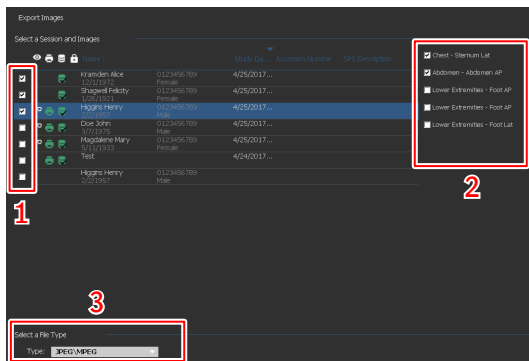 Export Images
Select a Session and Images
Name Study Da... Accession Number SPS Description
Kramden Alice 0123456789 4/25/2017...
12/1/1972 Female
Shagwell Felicity 0123456789 4/25/2017...
1/26/1921 Female
Higgins Henry 0123456789 4/25/2017...
2/2/1957 Male
Doe John 0123456789 4/25/2017...
3/7/1975 Male
Magdalene Mary 0123456789 4/25/2017...
5/11/1933 Female
Test 4/24/2017...
Higgins Henry 0123456789
2/2/1957 Male
1
Chest - Sternum Lat
Abdomen - Abdomen AP
Lower Extremities - Foot AP
Lower Extremities - Foot AP
Lower Extremities - Foot Lat
2
3
Select a File Type
Type: JPEG\MPEG